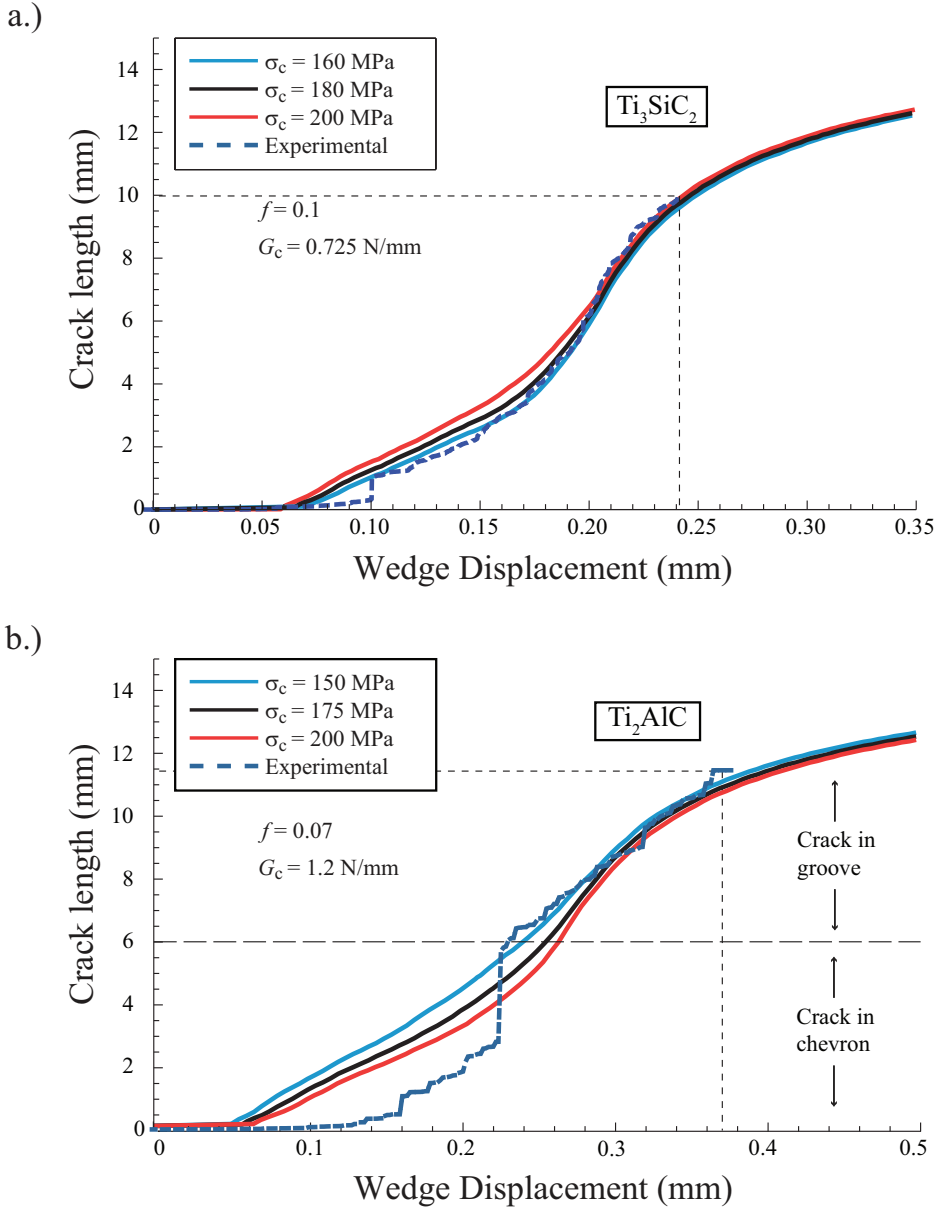 a.)
14
12
10
8
6
4
2
0
Crack length (mm)
σc = 160 MPa
σc = 180 MPa
σc = 200 MPa
Experimental
Ti3SiC2
f = 0.1
Gc = 0.725 N/mm
0 0.05 0.10 0.15 0.20 0.25 0.30 0.35
Wedge Displacement (mm)
b.)
14
12
10
8
6
4
2
0
Crack length (mm)
σc = 150 MPa
σc = 175 MPa
σc = 200 MPa
Experimental
Ti2AlC
f = 0.07
Gc = 1.2 N/mm
Crack in
groove
Crack in
chevron
0.1 0.2 0.3 0.4 0.5
Wedge Displacement (mm)